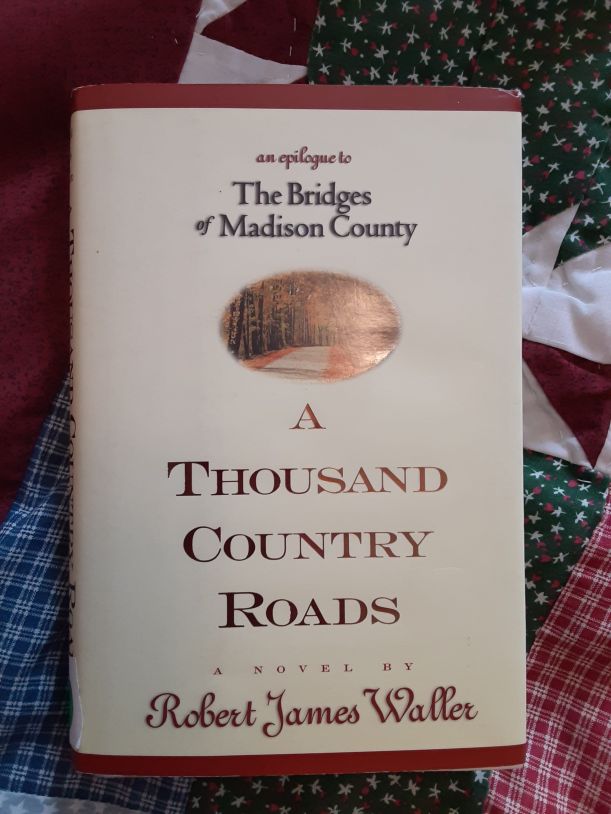 an epilogue to
The Bridges
of Madison County
A
THOUSAND
COUNTRY
ROADS
A NOVEL BY
Robert James Waller